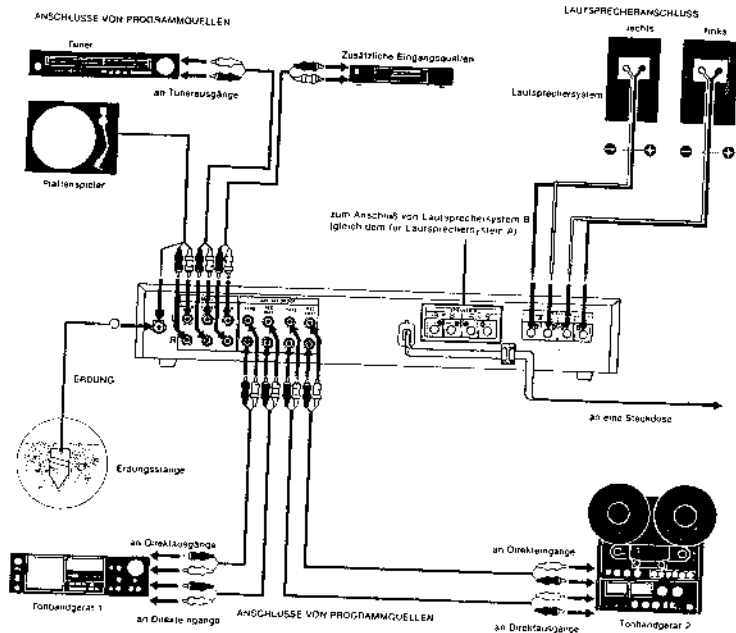 ANSCHLÜSSE VON PROGRAMMQUELLEN
LAUTSPRECHERANSCHLUSS
Tuner
rechts
links
Zusätzliche Eingangsquellen
an Tunerausgänge
Lautsprechersystem
Plattenspieler
zum Anschluß von Lautsprechersystem B
(gleich dem für Lautsprechersystem A)
ERDUNG
an eine Steckdose
Erdungsstange
an Direktausgänge
an Direkteingänge
Tonbandgerät 1
ANSCHLUSSE VON PROGRAMMQUELLEN
an Direkteingänge
an Direktausgänge
Tonbandgerät 2